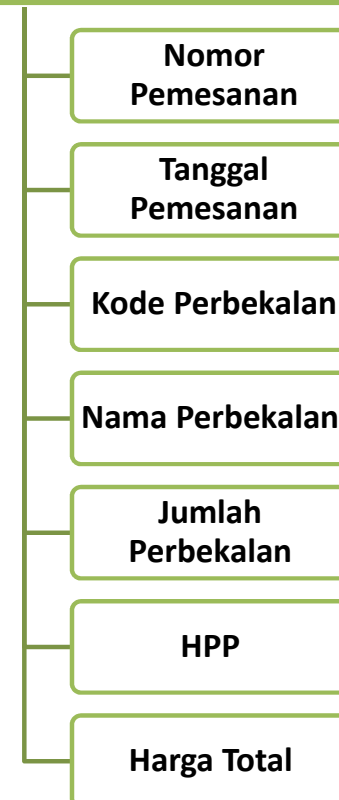 Nomor
Pemesanan
Tanggal
Pemesanan
Kode Perbekalan
Nama Perbekalan
Jumlah
Perbekalan
HPP
Harga Total